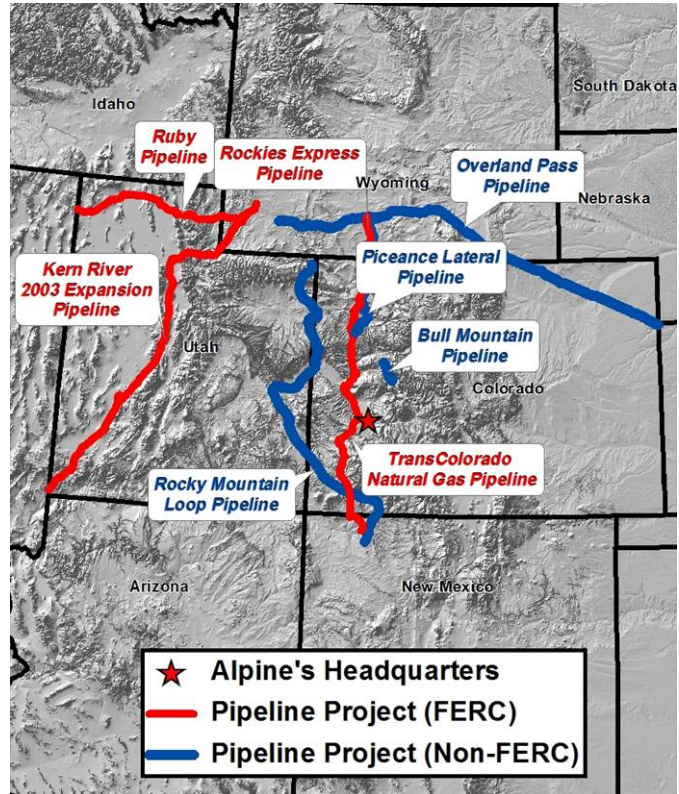 South Dakota
Idaho
Ruby
Pipeline
Rockies Express
Pipeline
Wyoming
Overland Pass
Pipeline
Nebraska
Kern River
2003 Expansion
Pipeline
Piceance Lateral
Pipeline
Utah
Bull Mountain
Pipeline
Colorado
Rocky Mountain
Loop Pipeline
TransColorado
Natural Gas Pipeline
Arizona
New Mexico
Alpine's Headquarters
Pipeline Project (FERC)
Pipeline Project (Non-FERC)